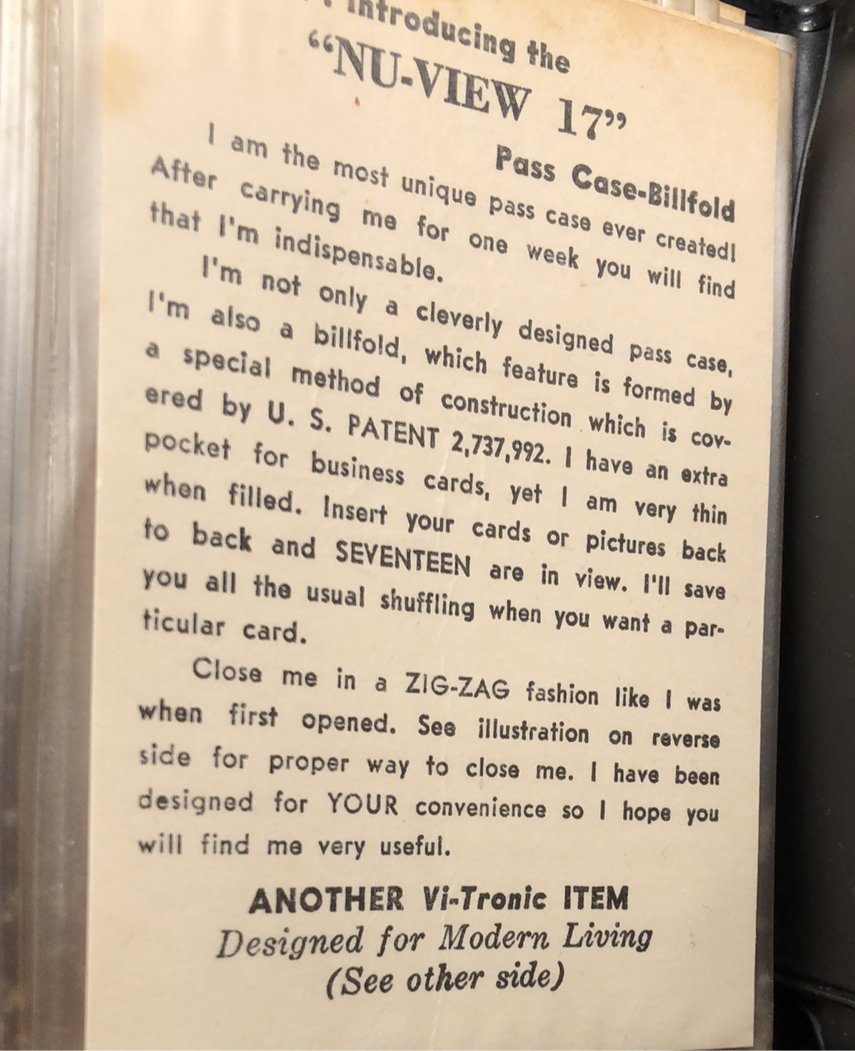 Introducing the
“NU-VIEW 17”
Pass Case-Billfold
I am the most unique pass case ever created!
After carrying me for one week you will find
that I'm indispensable.
I'm not only a cleverly designed pass case,
I'm also a billfold, which feature is formed by
a special method of construction which is cov-
ered by U. S. PATENT 2,737,992. I have an extra
pocket for business cards, yet I am very thin
when filled. Insert your cards or pictures back
to back and SEVENTEEN are in view. I'll save
you all the usual shuffling when you want a par-
ticular card.
Close me in a ZIG-ZAG fashion like I was
when first opened. See illustration on reverse
side for proper way to close me. I have been
designed for YOUR convenience so I hope you
will find me very useful.
ANOTHER Vi-Tronic ITEM
Designed for Modern Living
(See other side)